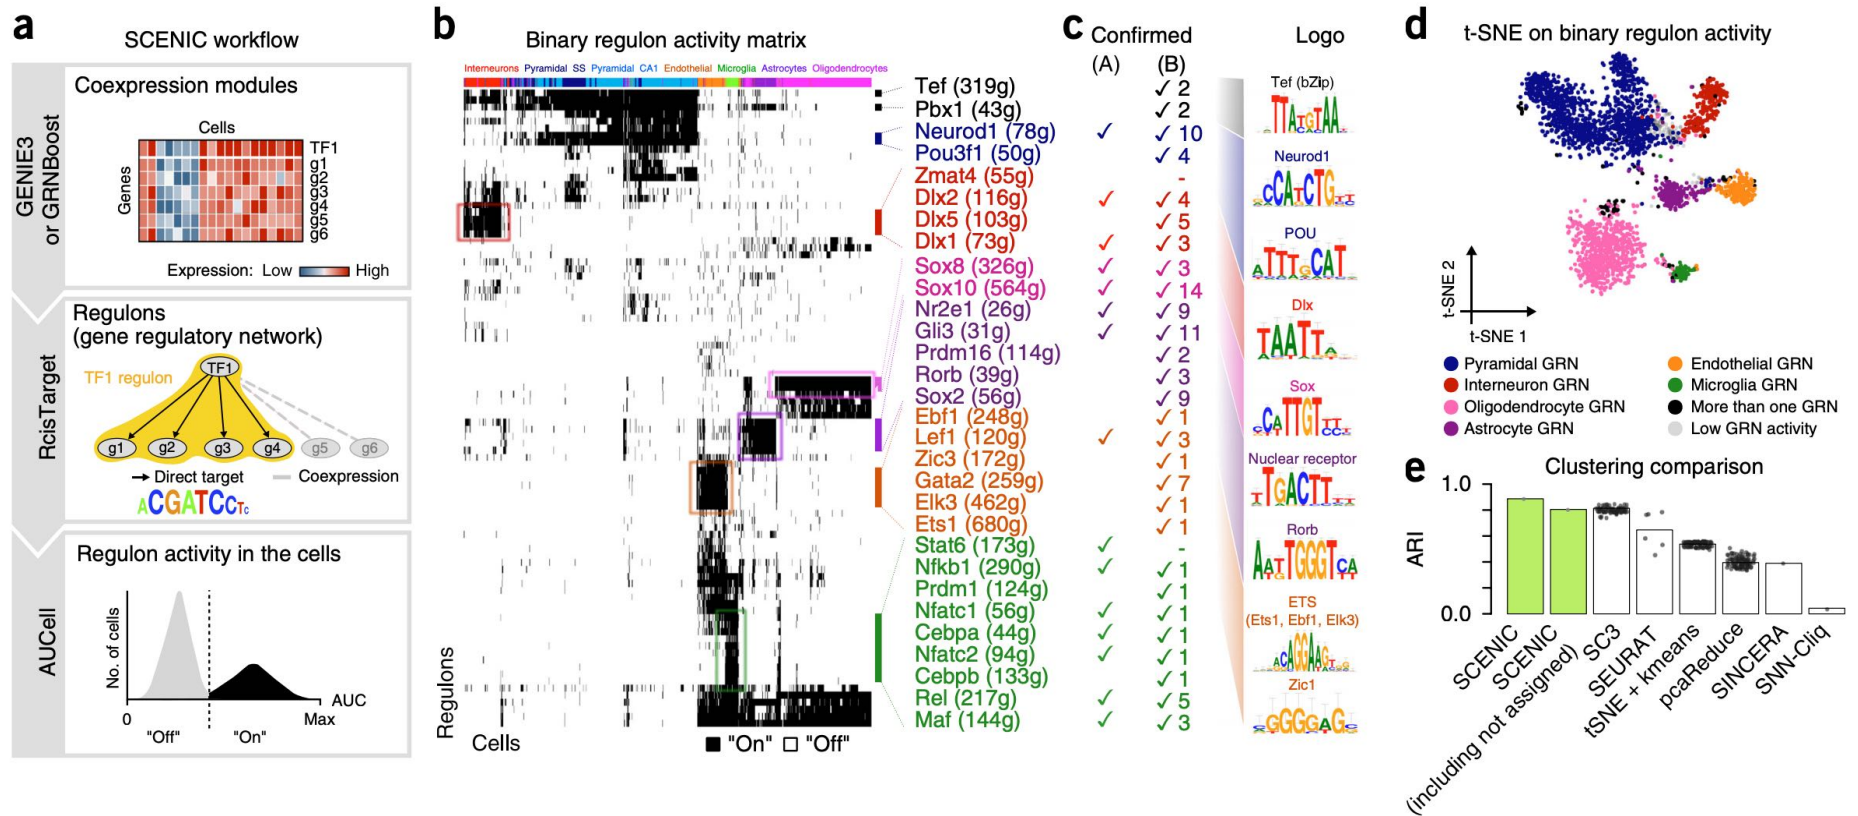 a
SCENIC workflow
GENIE3
or GRNBoost
Coexpression modules
Cells
Genes
TF1
g1
g2
g3
g4
g5
g6
Expression: Low High
RcisTarget
Regulons
(gene regulatory network)
TF1 regulon
TF1
g1 g2 g3 g4 g5 g6
Direct target Coexpression
ACGATCCTC
AUCell
Regulon activity in the cells
No. of cells
AUC
0 Max
"Off" "On"
b
Binary regulon activity matrix
Interneurons Pyramidal SS Pyramidal CA1 Endothelial Microglia Astrocytes Oligodendrocytes
Regulons
Cells
"On" "Off"
c
Confirmed Logo
(A) (B)
Tef (319g) ✓ 2
Pbx1 (43g) ✓ 2
Neurod1 (78g) ✓ ✓ 10
Pou3f1 (50g) ✓ 4
Zmat4 (55g) -
Dlx2 (116g) ✓ ✓ 4
Dlx5 (103g) ✓ 5
Dlx1 (73g) ✓ ✓ 3
Sox8 (326g) ✓ ✓ 3
Sox10 (564g) ✓ ✓ 14
Nr2e1 (26g) ✓ ✓ 9
Gli3 (31g) ✓ ✓ 11
Prdm16 (114g) ✓ 2
Rorb (39g) ✓ 3
Sox2 (56g) ✓ 9
Ebf1 (248g) ✓ 1
Lef1 (120g) ✓ ✓ 3
Zic3 (172g) ✓ 1
Gata2 (259g) ✓ 7
Elk3 (462g) ✓ 1
Ets1 (680g) ✓ 1
Stat6 (173g) ✓ -
Nfkb1 (290g) ✓ ✓ 1
Prdm1 (124g) ✓ 1
Nfatc1 (56g) ✓ ✓ 1
Cebpa (44g) ✓ ✓ 1
Nfatc2 (94g) ✓ ✓ 1
Cebpb (133g) ✓ 1
Rel (217g) ✓ ✓ 5
Maf (144g) ✓ ✓ 3
Tef (bZip)
Neurod1
POU
Dlx
Sox
Nuclear receptor
Rorb
ETS
(Ets1, Ebf1, Elk3)
Zic1
d
t-SNE on binary regulon activity
t-SNE 2
t-SNE 1
Pyramidal GRN
Interneuron GRN
Oligodendrocyte GRN
Astrocyte GRN
Endothelial GRN
Microglia GRN
More than one GRN
Low GRN activity
e
Clustering comparison
ARI
1.0
0.0
SCENIC
SCENIC
(including not assigned)
SC3
SEURAT
tSNE + kmeans
pcaReduce
SINCERA
SNN-Cliq